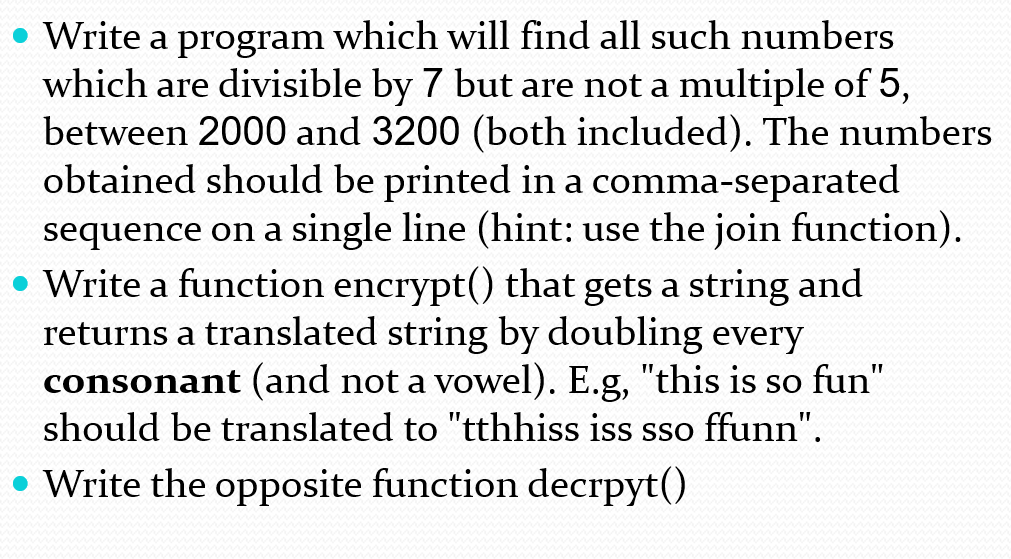 • Write a program which will find all such numbers
which are divisible by 7 but are not a multiple of 5,
between 2000 and 3200 (both included). The numbers
obtained should be printed in a comma-separated
sequence on a single line (hint: use the join function).
• Write a function encrypt() that gets a string and
returns a translated string by doubling every
consonant (and not a vowel). E.g, "this is so fun"
should be translated to "tthhiss iss sso ffunn".
• Write the opposite function decrpyt()